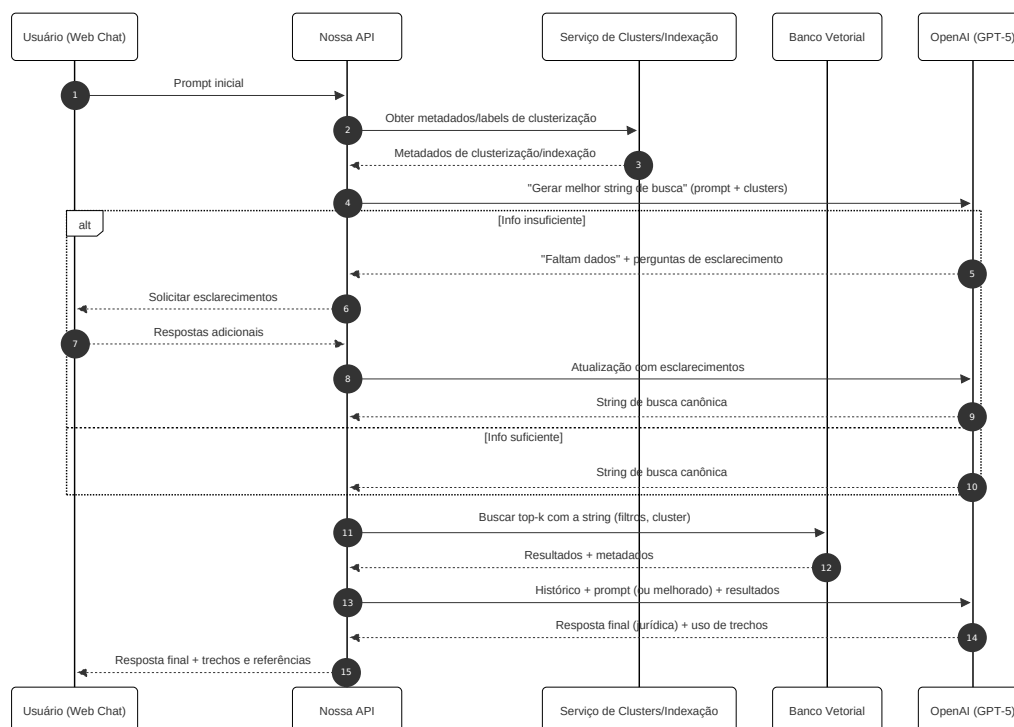 Usuário (Web Chat)
Nossa API
Serviço de Clusters/Indexação
Banco Vetorial
OpenAI (GPT-5)
Prompt inicial
1
Obter metadados/labels de clusterização
2
Metadados de clusterização/indexação
3
"Gerar melhor string de busca" (prompt + clusters)
4
alt
[Info insuficiente]
"Faltam dados" + perguntas de esclarecimento
5
Solicitar esclarecimentos
6
Respostas adicionais
7
Atualização com esclarecimentos
8
String de busca canônica
9
[Info suficiente]
String de busca canônica
10
Buscar top-k com a string (filtros, cluster)
11
Resultados + metadados
12
Histórico + prompt (ou melhorado) + resultados
13
Resposta final (jurídica) + uso de trechos
14
Resposta final + trechos e referências
15
Usuário (Web Chat)
Nossa API
Serviço de Clusters/Indexação
Banco Vetorial
OpenAI (GPT-5)